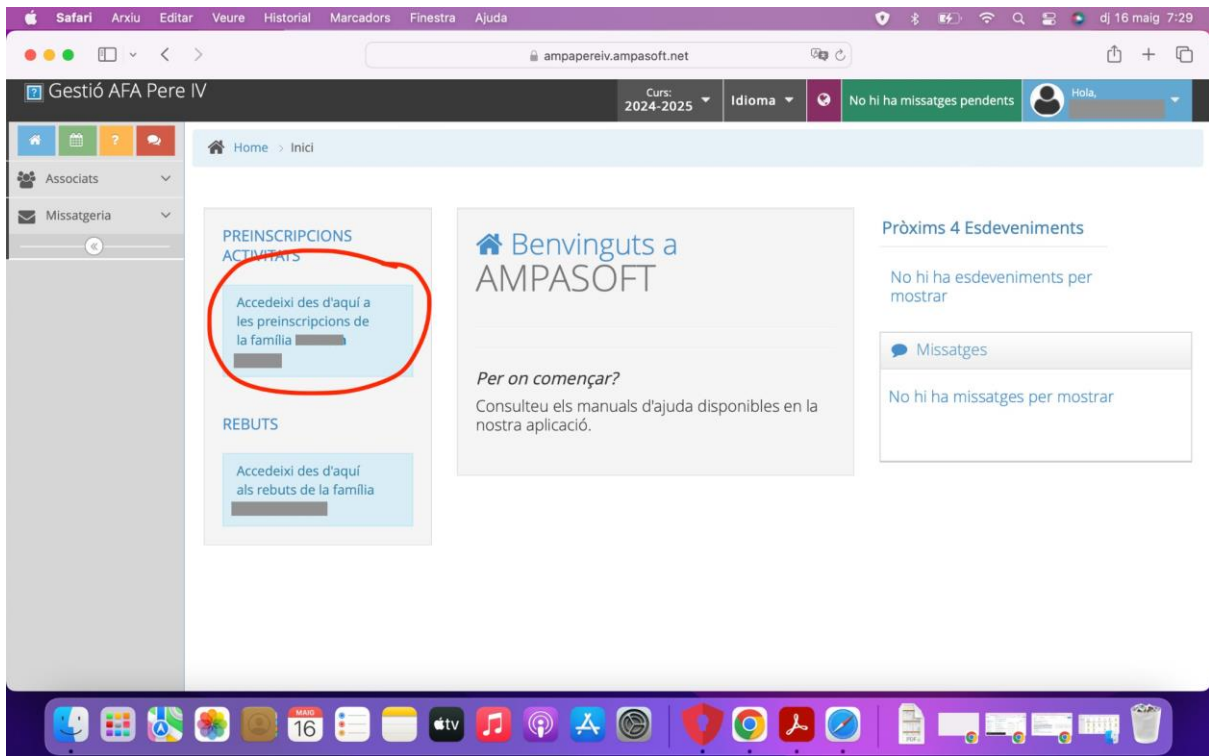 Safari Arxiu Editar Veure Historial Marcadors Finestra Ajuda
dj 16 maig 7:29
ampapereiv.ampasoft.net
Gestió AFA Pere IV
Curs:
2024-2025
Idioma
No hi ha missatges pendents
Hola,
Home > Inici
Associats
Missatgeria
PREINSCRIPCIONS
ACTIVITATS
Accedeixi des d'aquí a
les preinscripcions de
la família
REBUTS
Accedeixi des d'aquí
als rebuts de la família
Benvinguts a
AMPASOFT
Per on començar?
Consulteu els manuals d'ajuda disponibles en la
nostra aplicació.
Pròxims 4 Esdeveniments
No hi ha esdeveniments per
mostrar
Missatges
No hi ha missatges per mostrar
MAIG
16
tv
PDF